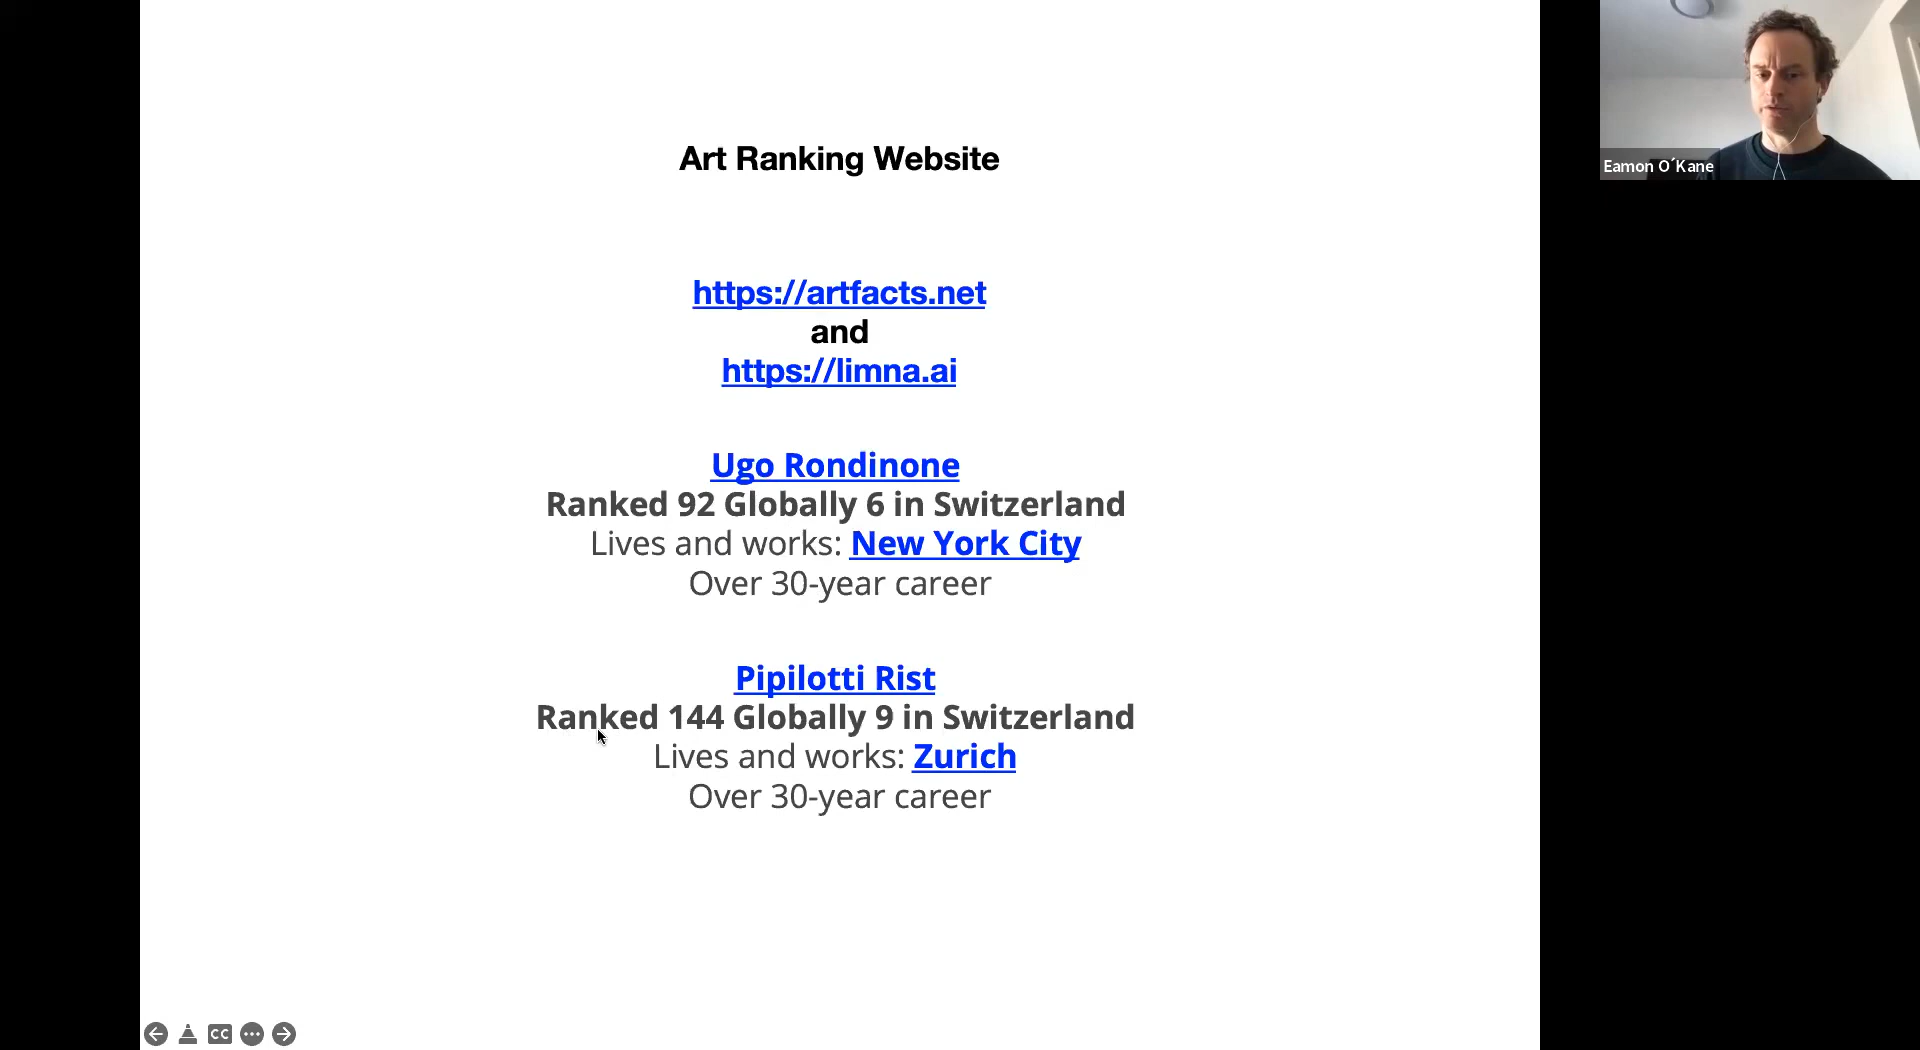 Art Ranking Website
https://artfacts.net
and
https://limna.ai
Ugo Rondinone
Ranked 92 Globally 6 in Switzerland
Lives and works: New York City
Over 30-year career
Pipilotti Rist
Ranked 144 Globally 9 in Switzerland
Lives and works: Zurich
Over 30-year career
Eamon O´Kane
CC